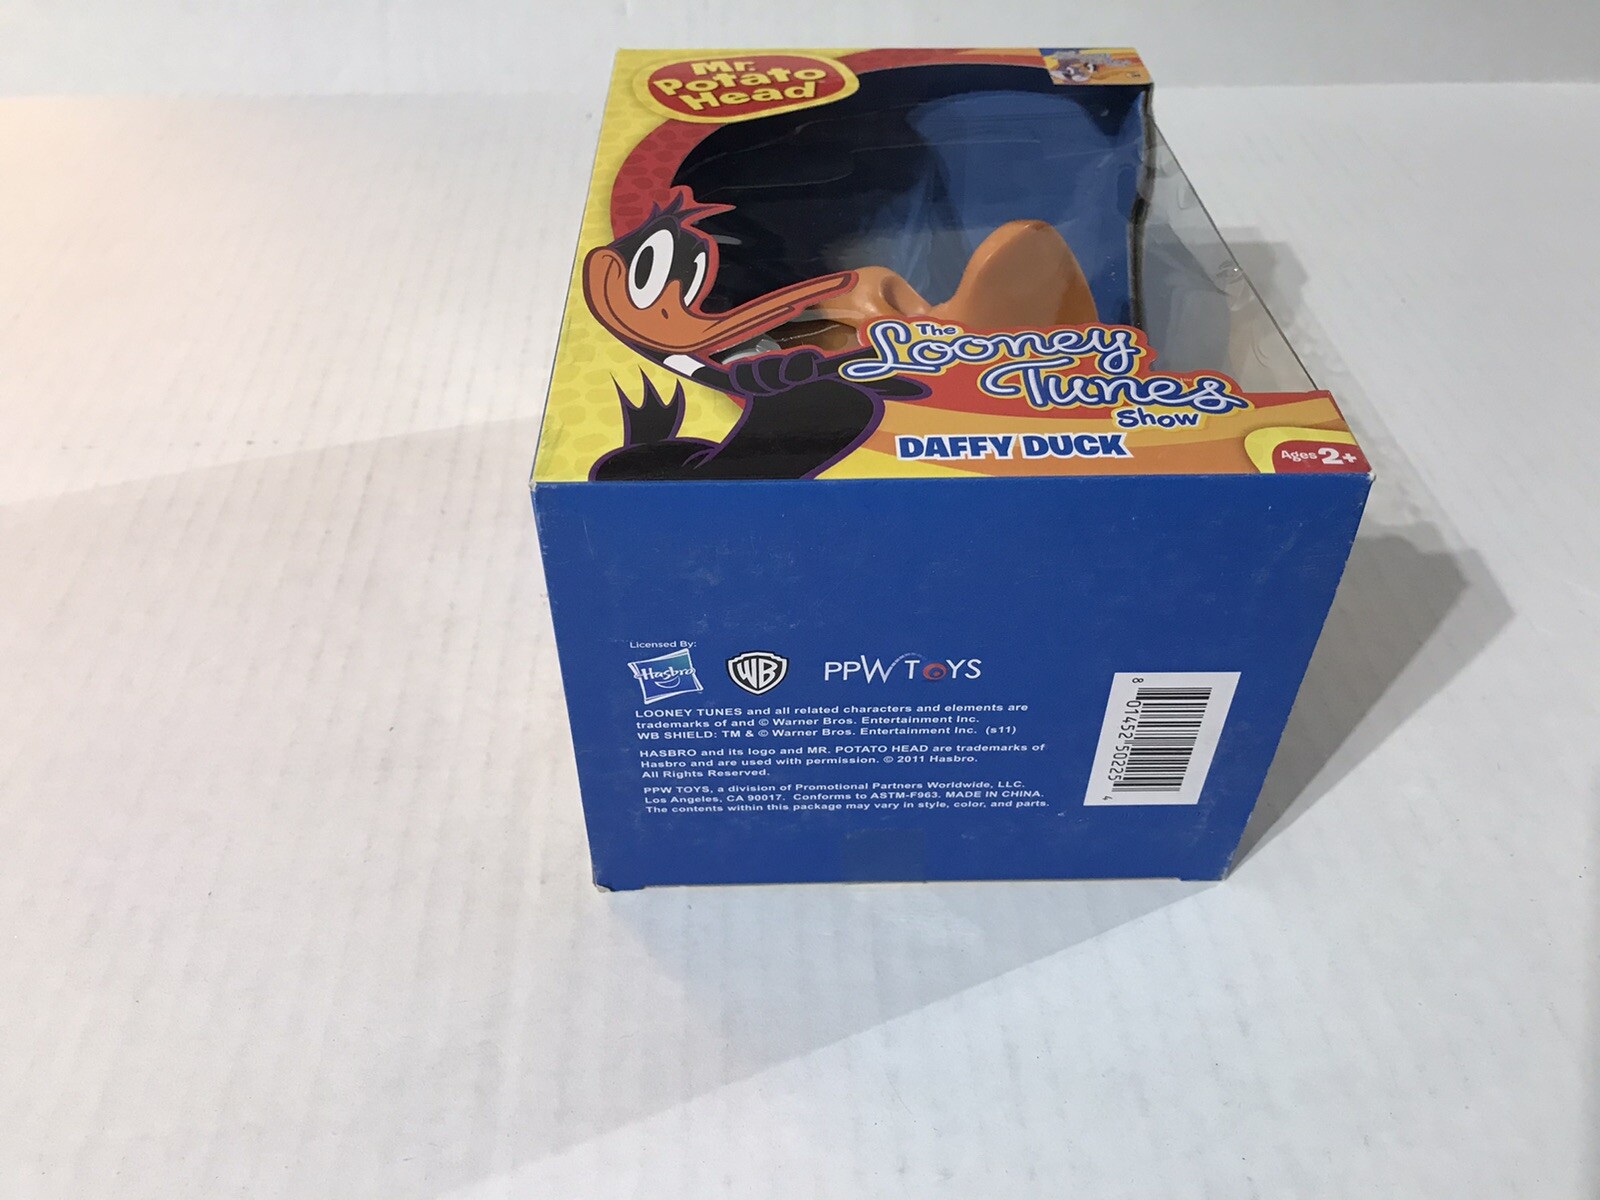 Mr.
Potato
Head
The
Looney
Tunes
Show
DAFFY DUCK
Ages 2+
Licensed By:
Hasbro
WB
PPW TOYS
LOONEY TUNES and all related characters and elements are
trademarks of and © Warner Bros. Entertainment Inc.
WB SHIELD: TM & © Warner Bros. Entertainment Inc. (s11)
HASBRO and its logo and MR. POTATO HEAD are trademarks of
Hasbro and are used with permission. © 2011 Hasbro.
All Rights Reserved.
PPW TOYS, a division of Promotional Partners Worldwide, LLC.
Los Angeles, CA 90017. Conforms to ASTM-F963. MADE IN CHINA.
The contents within this package may vary in style, color, and parts.
8 01452 50225 4